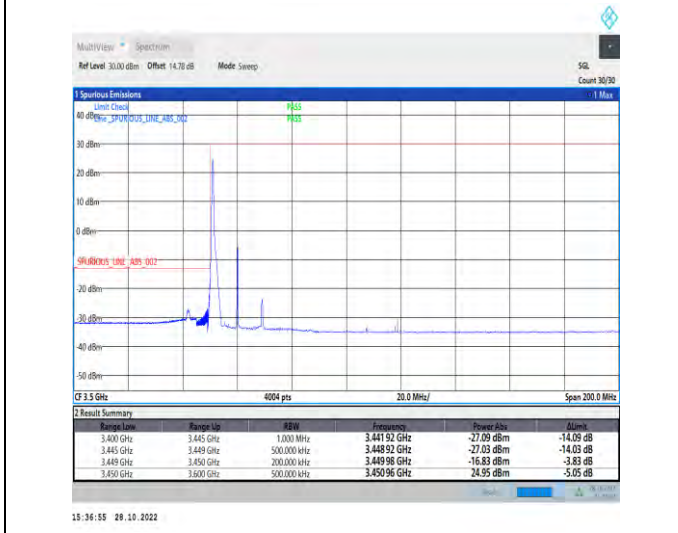 MultiView Spectrum
Ref Level 30.00 dBm Offset 14.78 dB Mode Sweep SGL
Count 30/30
1 Spurious Emissions 1 Max
Limit Check PASS
40 dBm Line _SPURIOUS_LINE_ABS_002 PASS
30 dBm
20 dBm
10 dBm
0 dBm
_SPURIOUS_LINE_ABS_002
-20 dBm
-30 dBm
-40 dBm
-50 dBm
CF 3.5 GHz 4004 pts 20.0 MHz/ Span 200.0 MHz
2 Result Summary
Range Low Range Up RBW Frequency Power Abs ΔLimit
3.400 GHz 3.445 GHz 1.000 MHz 3.441 92 GHz -27.09 dBm -14.09 dB
3.445 GHz 3.449 GHz 500.000 kHz 3.448 92 GHz -27.03 dBm -14.03 dB
3.449 GHz 3.450 GHz 200.000 kHz 3.449 98 GHz -16.83 dBm -3.83 dB
3.450 GHz 3.600 GHz 500.000 kHz 3.450 96 GHz 24.95 dBm -5.05 dB
15:36:55 28.10.2022